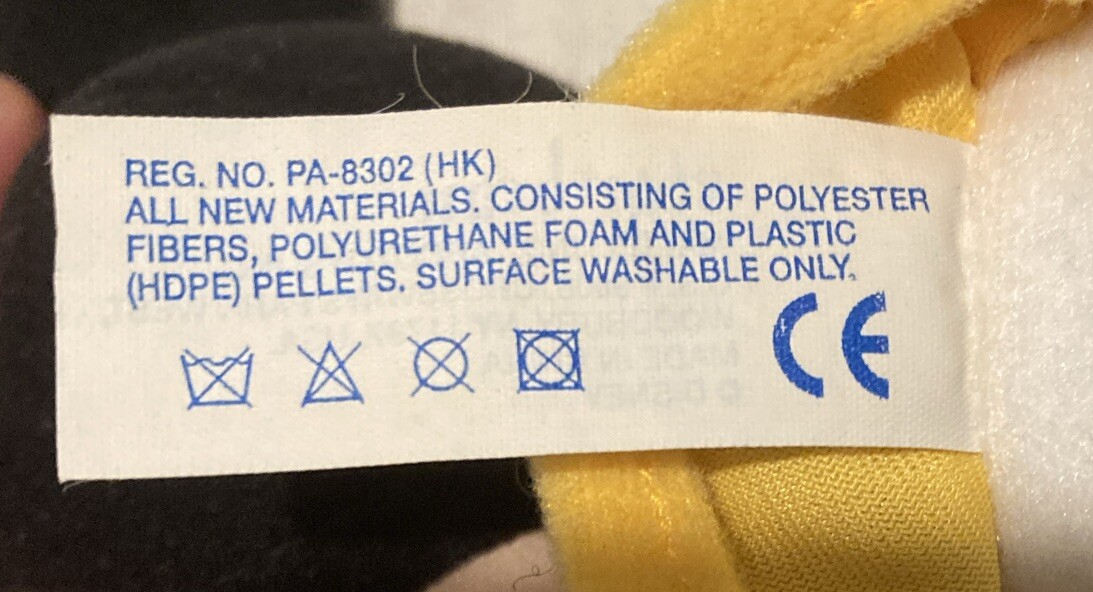 REG. NO. PA-8302 (HK)
ALL NEW MATERIALS. CONSISTING OF POLYESTER
FIBERS, POLYURETHANE FOAM AND PLASTIC
(HDPE) PELLETS. SURFACE WASHABLE ONLY.
CE